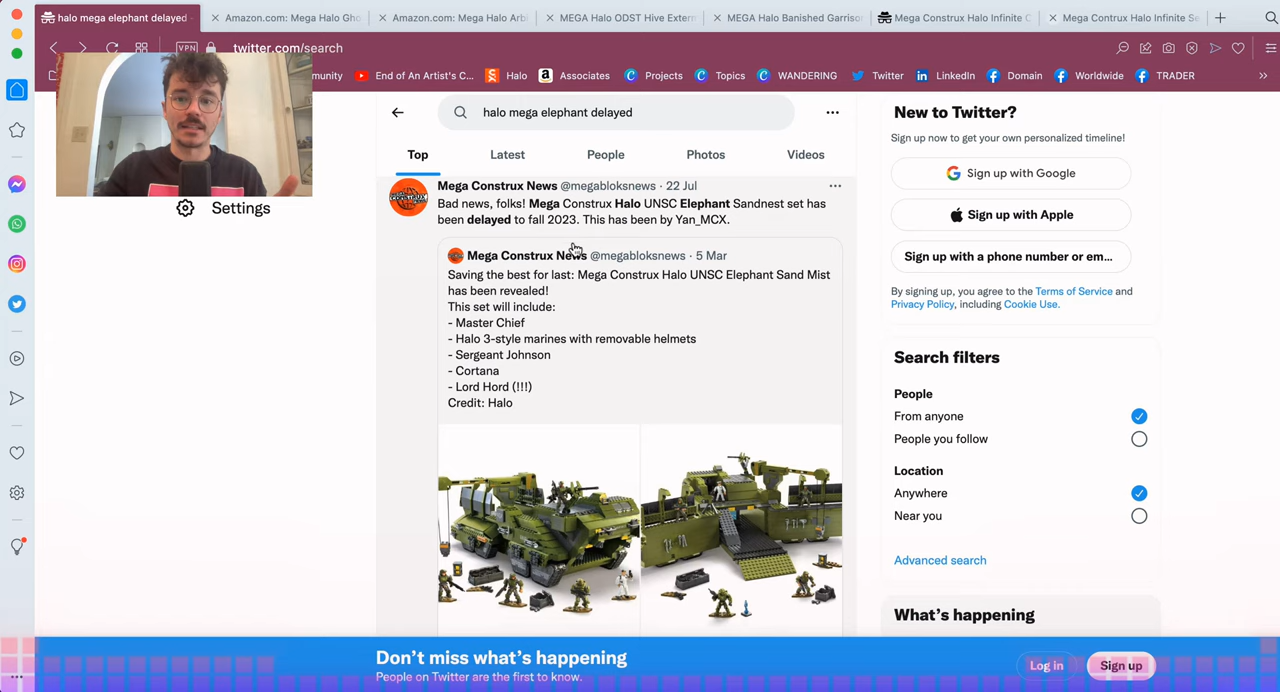 halo mega elephant delayed
Amazon.com: Mega Halo Gho
Amazon.com: Mega Halo Arbi
MEGA Halo ODST Hive Extern
MEGA Halo Banished Garriso
Mega Construx Halo Infinite C
Mega Contrux Halo Infinite Se
VPN
twitter.com/search
munity
End of An Artist's C...
Halo
Associates
Projects
Topics
WANDERING
Twitter
LinkedIn
Domain
Worldwide
TRADER
Settings
halo mega elephant delayed
Top
Latest
People
Photos
Videos
Mega Construx News @megabloksnews · 22 Jul
Bad news, folks! Mega Construx Halo UNSC Elephant Sandnest set has
been delayed to fall 2023. This has been by Yan_MCX.
Mega Construx News @megabloksnews · 5 Mar
Saving the best for last: Mega Construx Halo UNSC Elephant Sand Mist
has been revealed!
This set will include:
- Master Chief
- Halo 3-style marines with removable helmets
- Sergeant Johnson
- Cortana
- Lord Hord (!!!)
Credit: Halo
New to Twitter?
Sign up now to get your own personalized timeline!
Sign up with Google
Sign up with Apple
Sign up with a phone number or em...
By signing up, you agree to the Terms of Service and
Privacy Policy, including Cookie Use.
Search filters
People
From anyone
People you follow
Location
Anywhere
Near you
Advanced search
What's happening
Don't miss what's happening
People on Twitter are the first to know.
Log in
Sign up